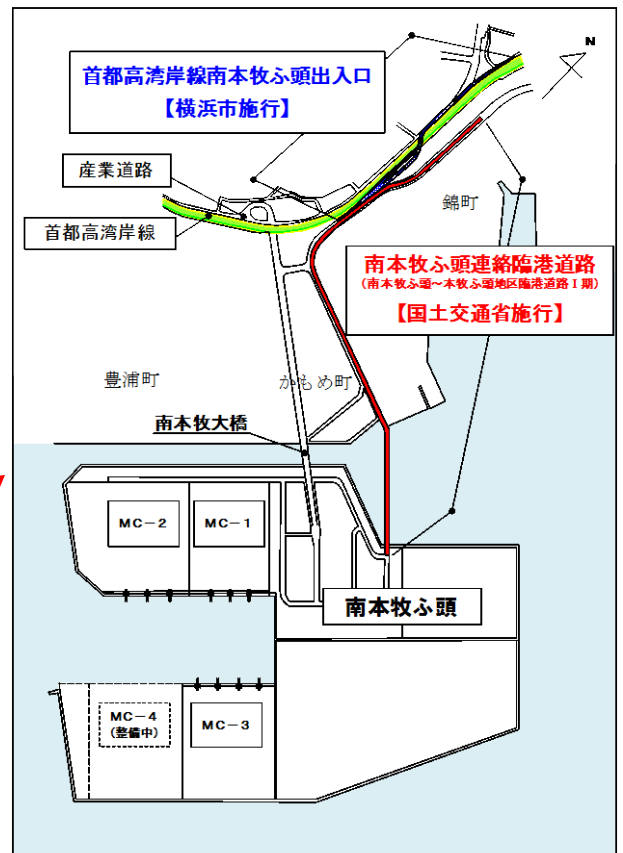 首都高湾岸線南本牧ふ頭出入口
【横浜市施行】
N
産業道路
首都高湾岸線
錦町
南本牧ふ頭連絡臨港道路
(南本牧ふ頭～本牧ふ頭地区臨港道路Ⅰ期)
【国土交通省施行】
豊浦町
かもめ町
南本牧大橋
MC－2
MC－1
南本牧ふ頭
MC－4
(整備中)
MC－3